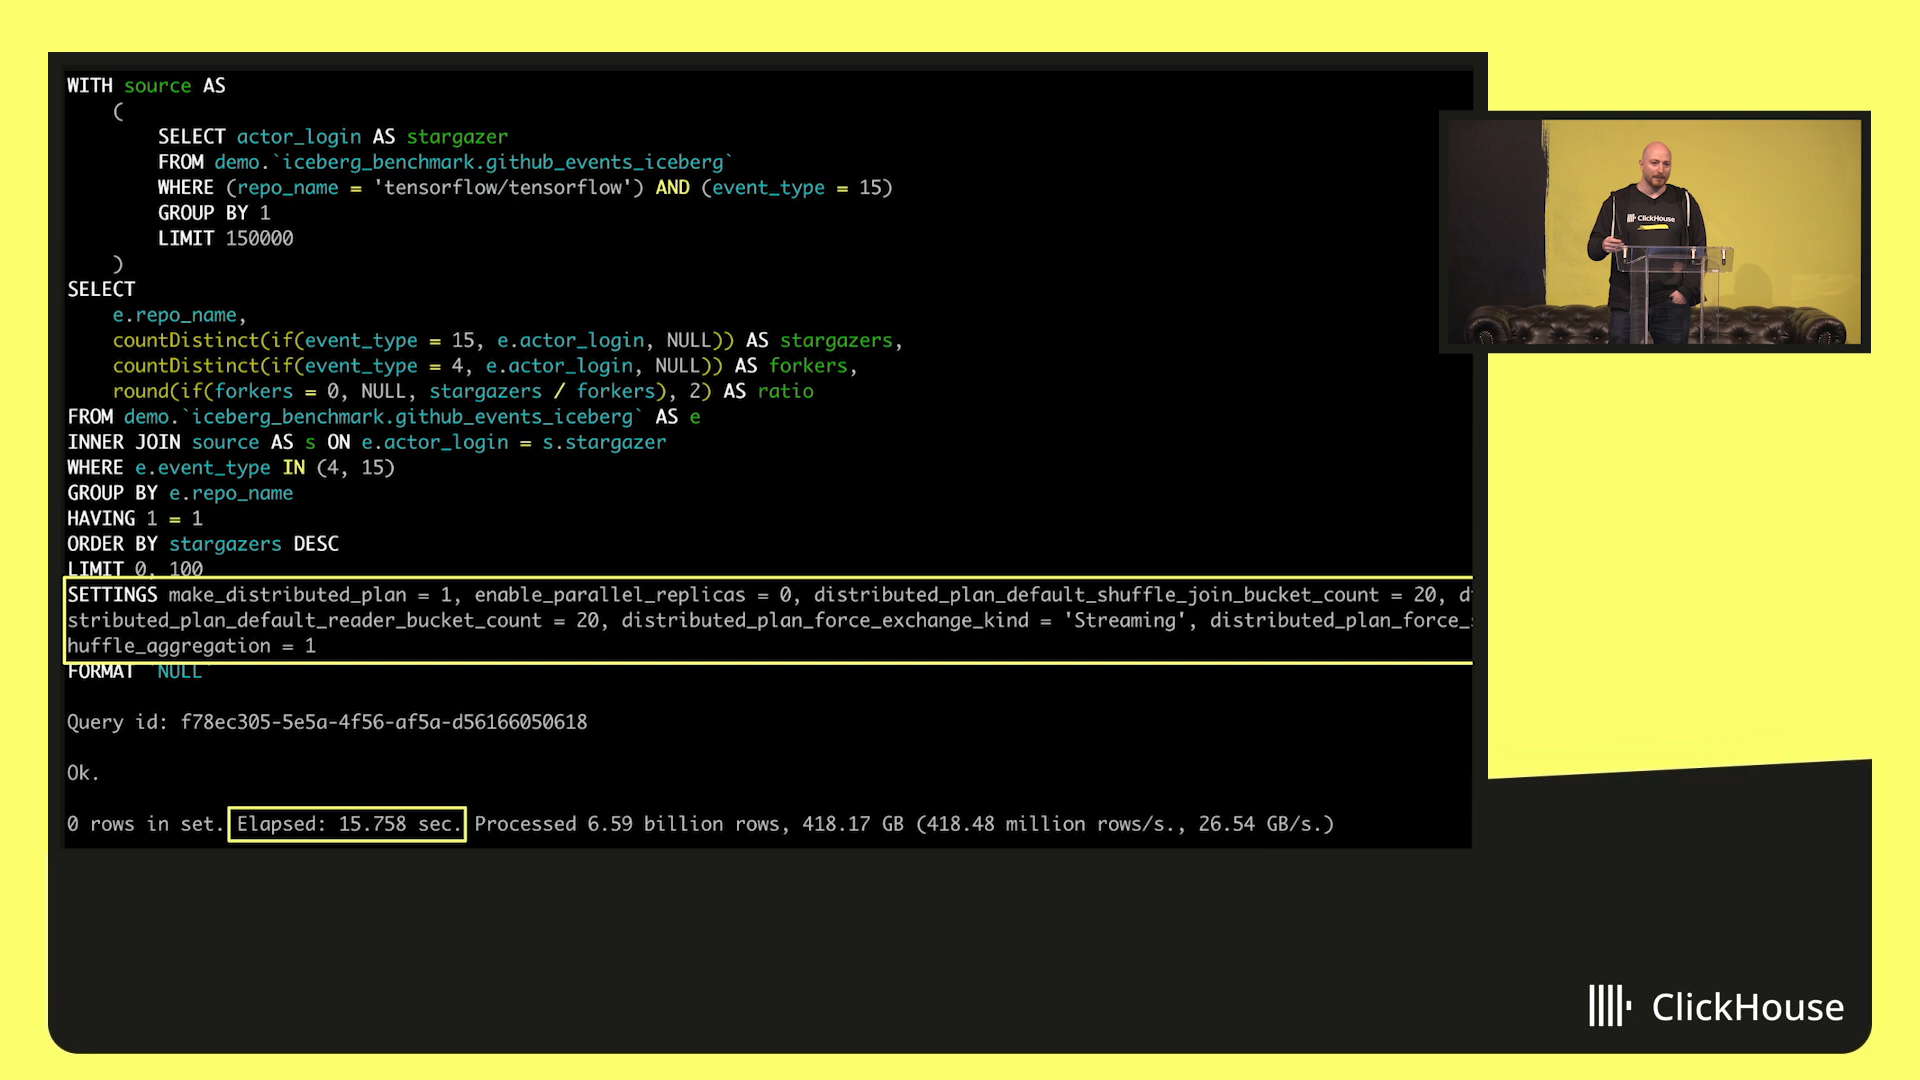 WITH source AS
(
SELECT actor_login AS stargazer
FROM demo.`iceberg_benchmark.github_events_iceberg`
WHERE (repo_name = 'tensorflow/tensorflow') AND (event_type = 15)
GROUP BY 1
LIMIT 150000
)
SELECT
e.repo_name,
countDistinct(if(event_type = 15, e.actor_login, NULL)) AS stargazers,
countDistinct(if(event_type = 4, e.actor_login, NULL)) AS forkers,
round(if(forkers = 0, NULL, stargazers / forkers), 2) AS ratio
FROM demo.`iceberg_benchmark.github_events_iceberg` AS e
INNER JOIN source AS s ON e.actor_login = s.stargazer
WHERE e.event_type IN (4, 15)
GROUP BY e.repo_name
HAVING 1 = 1
ORDER BY stargazers DESC
LIMIT 0, 100
SETTINGS make_distributed_plan = 1, enable_parallel_replicas = 0, distributed_plan_default_shuffle_join_bucket_count = 20, di
stributed_plan_default_reader_bucket_count = 20, distributed_plan_force_exchange_kind = 'Streaming', distributed_plan_force_s
huffle_aggregation = 1
FORMAT `NULL`
Query id: f78ec305-5e5a-4f56-af5a-d56166050618
Ok.
0 rows in set. Elapsed: 15.758 sec. Processed 6.59 billion rows, 418.17 GB (418.48 million rows/s., 26.54 GB/s.)
ClickHouse
ClickHouse